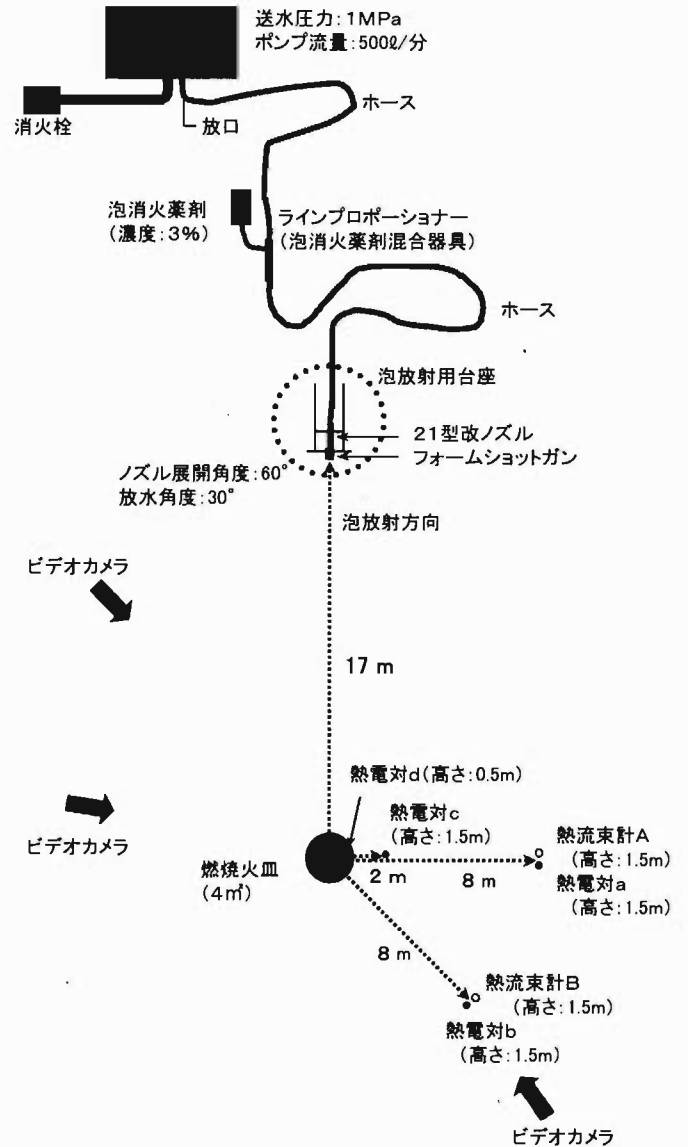 送水圧力:1MPa
ポンプ流量:500ℓ/分
消火栓
放口
ホース
泡消火薬剤
(濃度:3%)
ラインプロポーショナー
(泡消火薬剤混合器具)
ホース
泡放射用台座
21型改ノズル
フォームショットガン
ノズル展開角度:60°
放水角度:30°
泡放射方向
ビデオカメラ
17 m
熱電対d(高さ:0.5m)
熱電対c
(高さ:1.5m)
ビデオカメラ
燃焼火皿
(4㎡)
2 m
8 m
熱流束計A
(高さ:1.5m)
熱電対a
(高さ:1.5m)
8 m
熱流束計B
(高さ:1.5m)
熱電対b
(高さ:1.5m)
ビデオカメラ